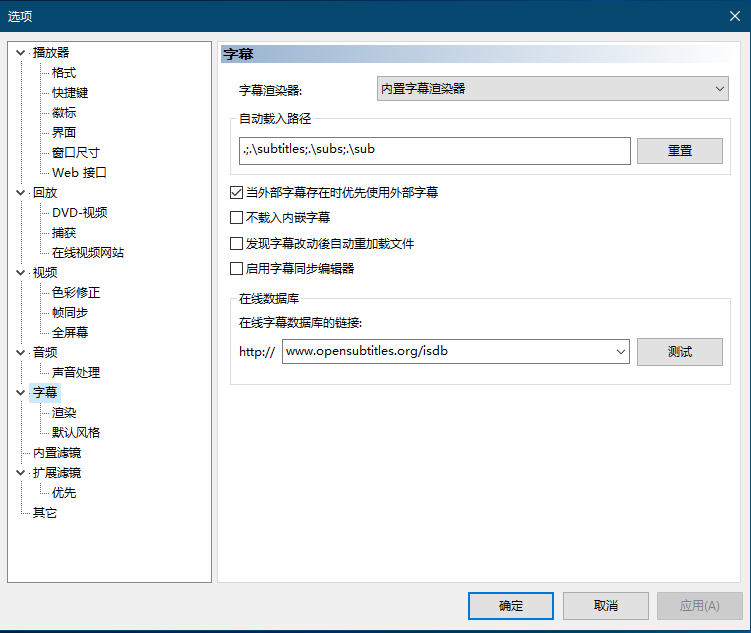 选项
播放器
格式
快捷键
徽标
界面
窗口尺寸
Web 接口
回放
DVD-视频
捕获
在线视频网站
视频
色彩修正
帧同步
全屏幕
音频
声音处理
字幕
渲染
默认风格
内置滤镜
扩展滤镜
优先
其它
字幕
字幕渲染器:
内置字幕渲染器
自动载入路径
.;.\subtitles;.\subs;.\sub
重置
当外部字幕存在时优先使用外部字幕
不载入内嵌字幕
发现字幕改动後自动重加载文件
启用字幕同步编辑器
在线数据库
在线字幕数据库的链接:
http:// www.opensubtitles.org/isdb 测试
确定 取消 应用(A)